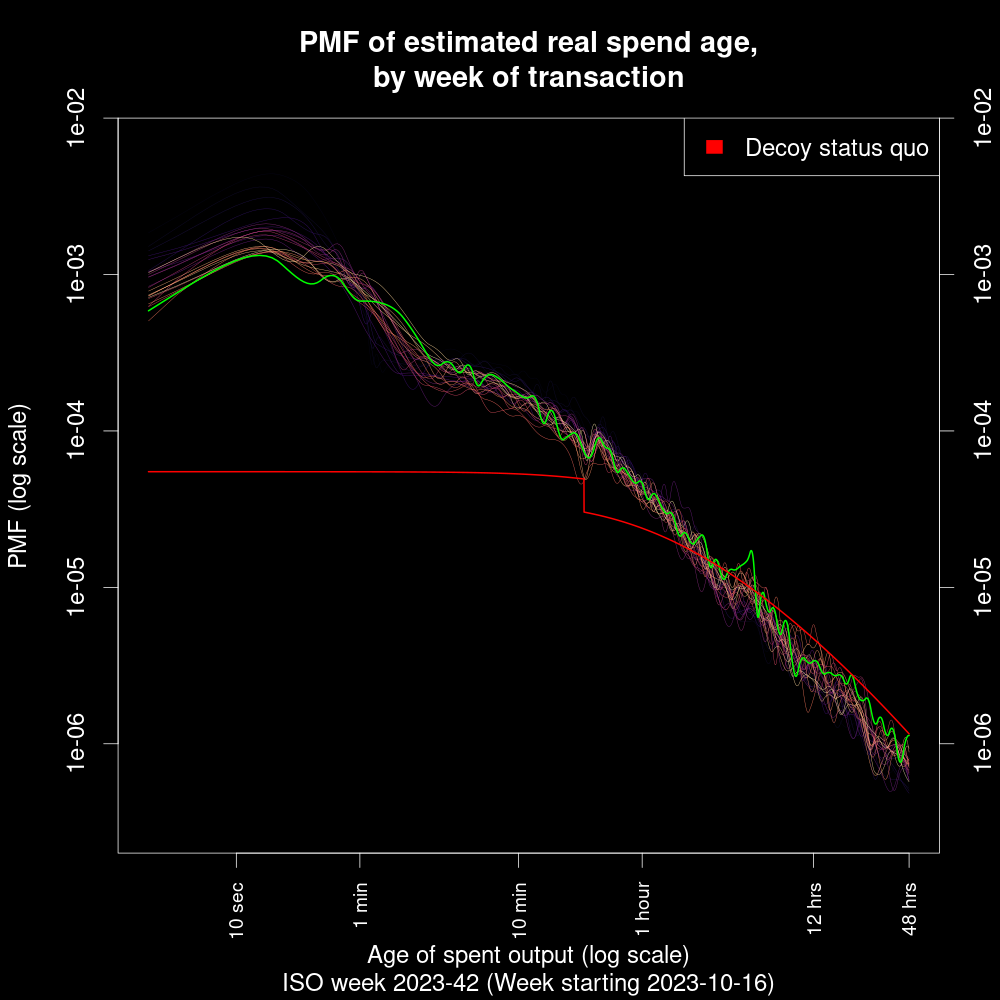 PMF of estimated real spend age,
by week of transaction
Decoy status quo
PMF (log scale)
1e-02
1e-03
1e-04
1e-05
1e-06
1e-02
1e-03
1e-04
1e-05
1e-06
10 sec
1 min
10 min
1 hour
12 hrs
48 hrs
Age of spent output (log scale)
ISO week 2023-42 (Week starting 2023-10-16)